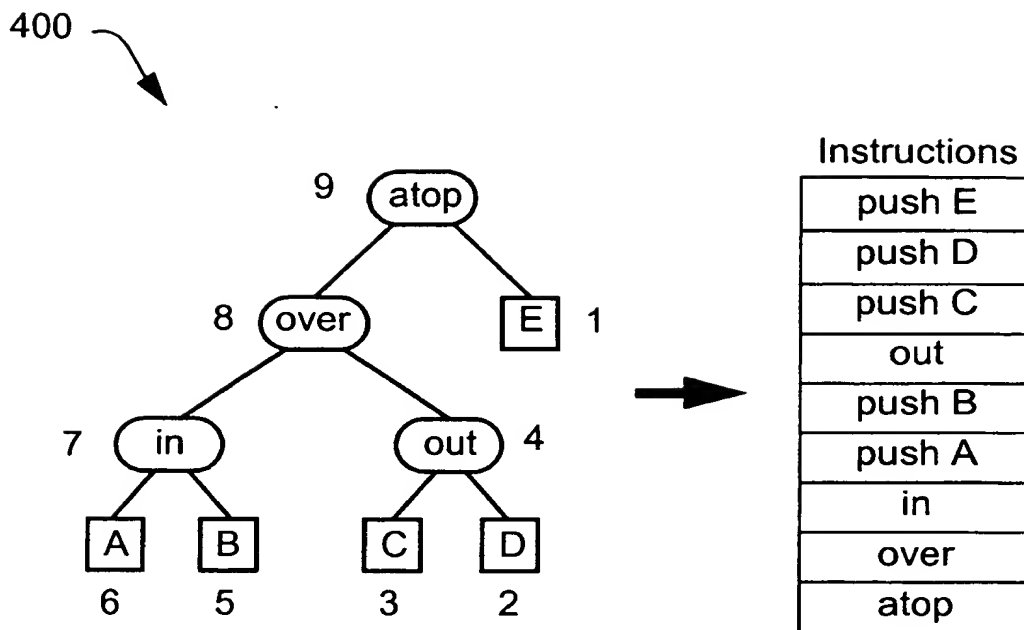 400
9 atop
8 over E 1
7 in out 4
A B C D
6 5 3 2
Instructions
push E
push D
push C
out
push B
push A
in
over
atop